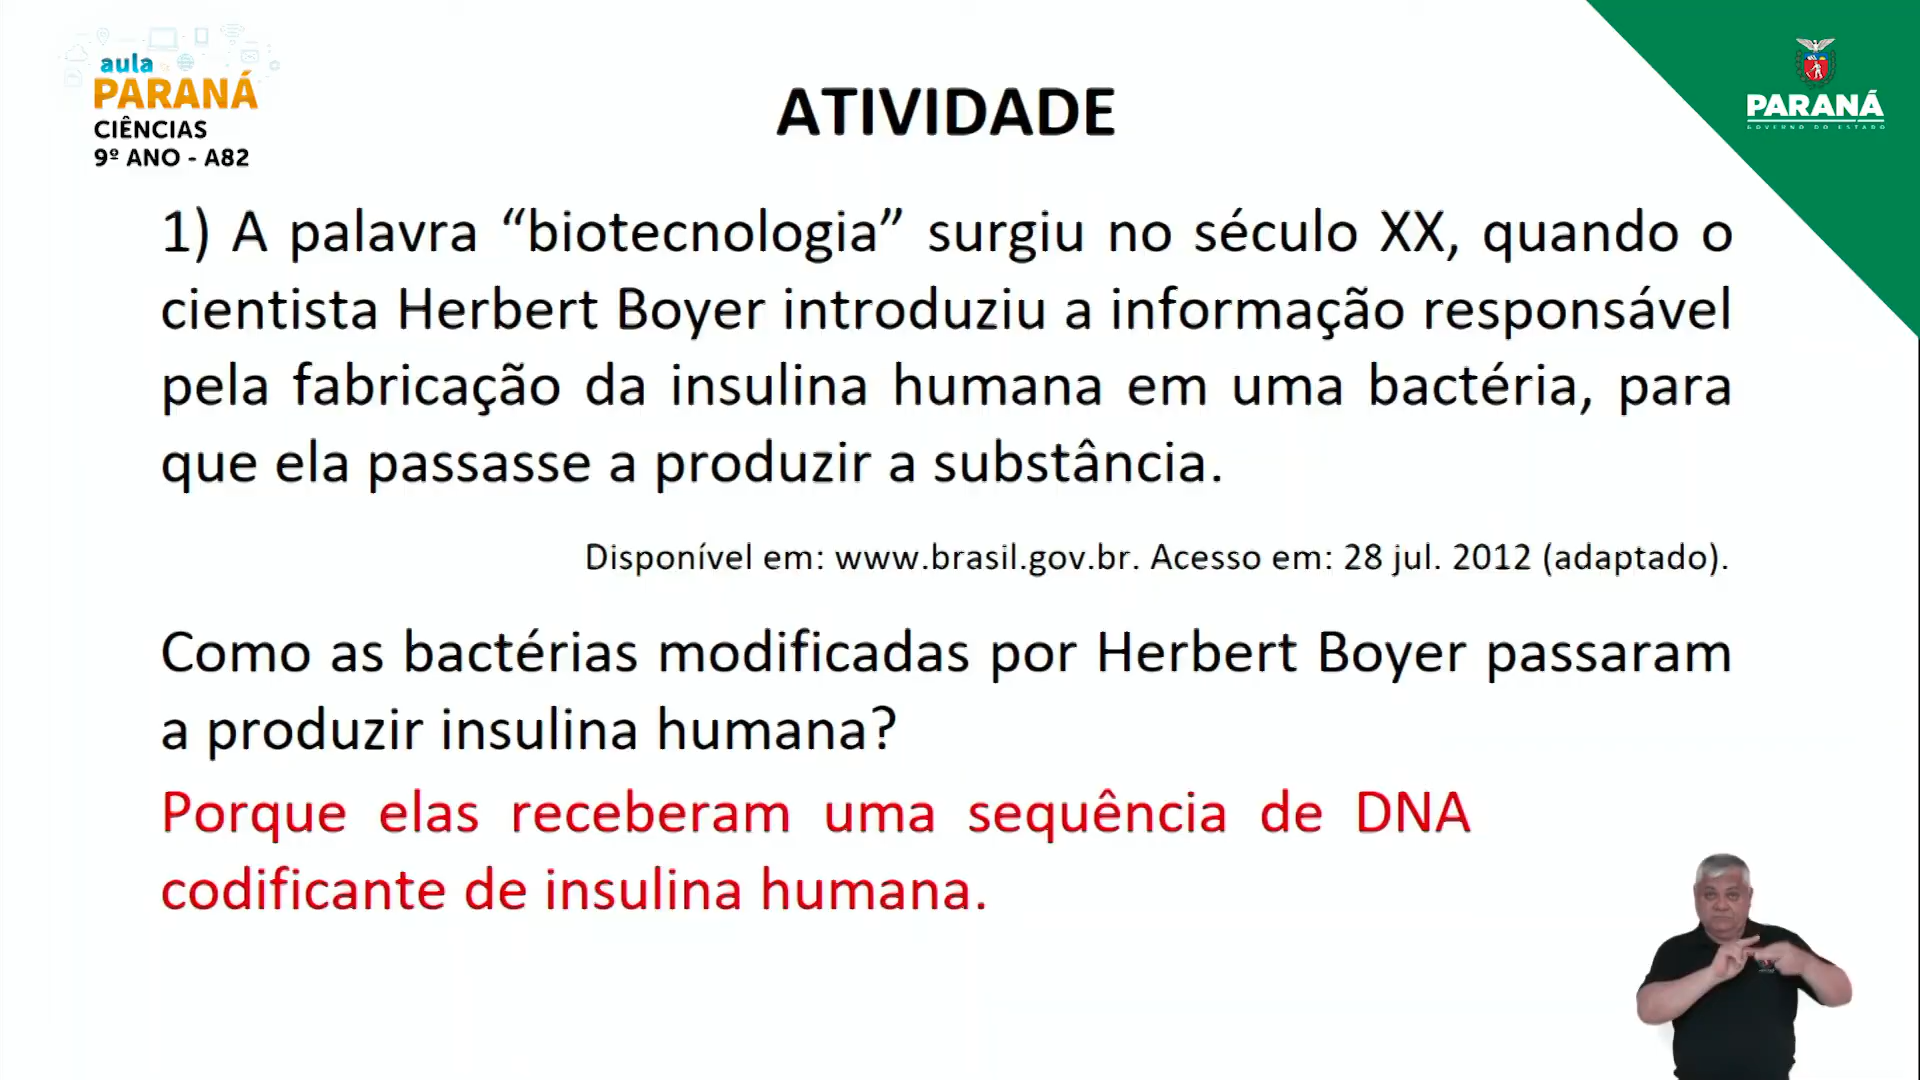 aula
PARANÁ
CIÊNCIAS
9º ANO - A82
ATIVIDADE
PARANÁ
GOVERNO DO ESTADO
1) A palavra “biotecnologia” surgiu no século XX, quando o
cientista Herbert Boyer introduziu a informação responsável
pela fabricação da insulina humana em uma bactéria, para
que ela passasse a produzir a substância.
Disponível em: www.brasil.gov.br. Acesso em: 28 jul. 2012 (adaptado).
Como as bactérias modificadas por Herbert Boyer passaram
a produzir insulina humana?
Porque elas receberam uma sequência de DNA
codificante de insulina humana.